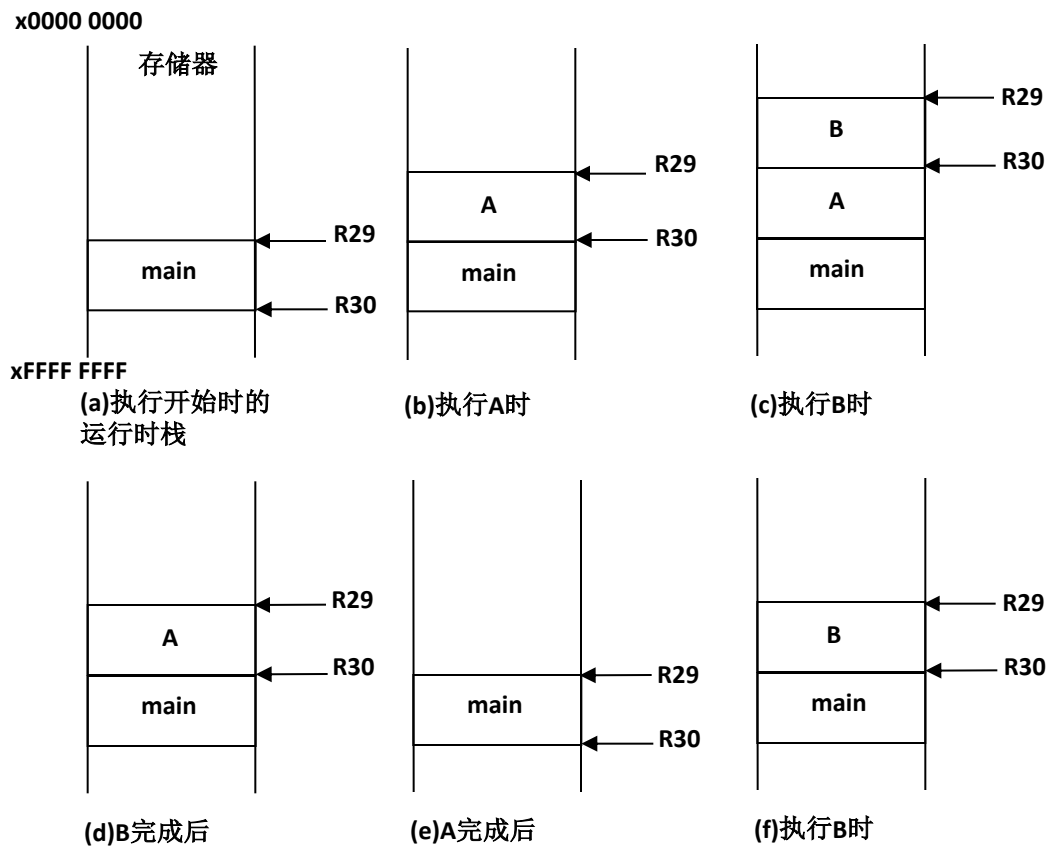 x0000 0000
存储器
R29
main
R30
xFFFF FFFF
(a)执行开始时的
运行时栈
R29
A
R30
main
(b)执行A时
R29
B
R30
A
main
(c)执行B时
R29
A
R30
main
(d)B完成后
R29
main
R30
(e)A完成后
R29
B
R30
main
(f)执行B时